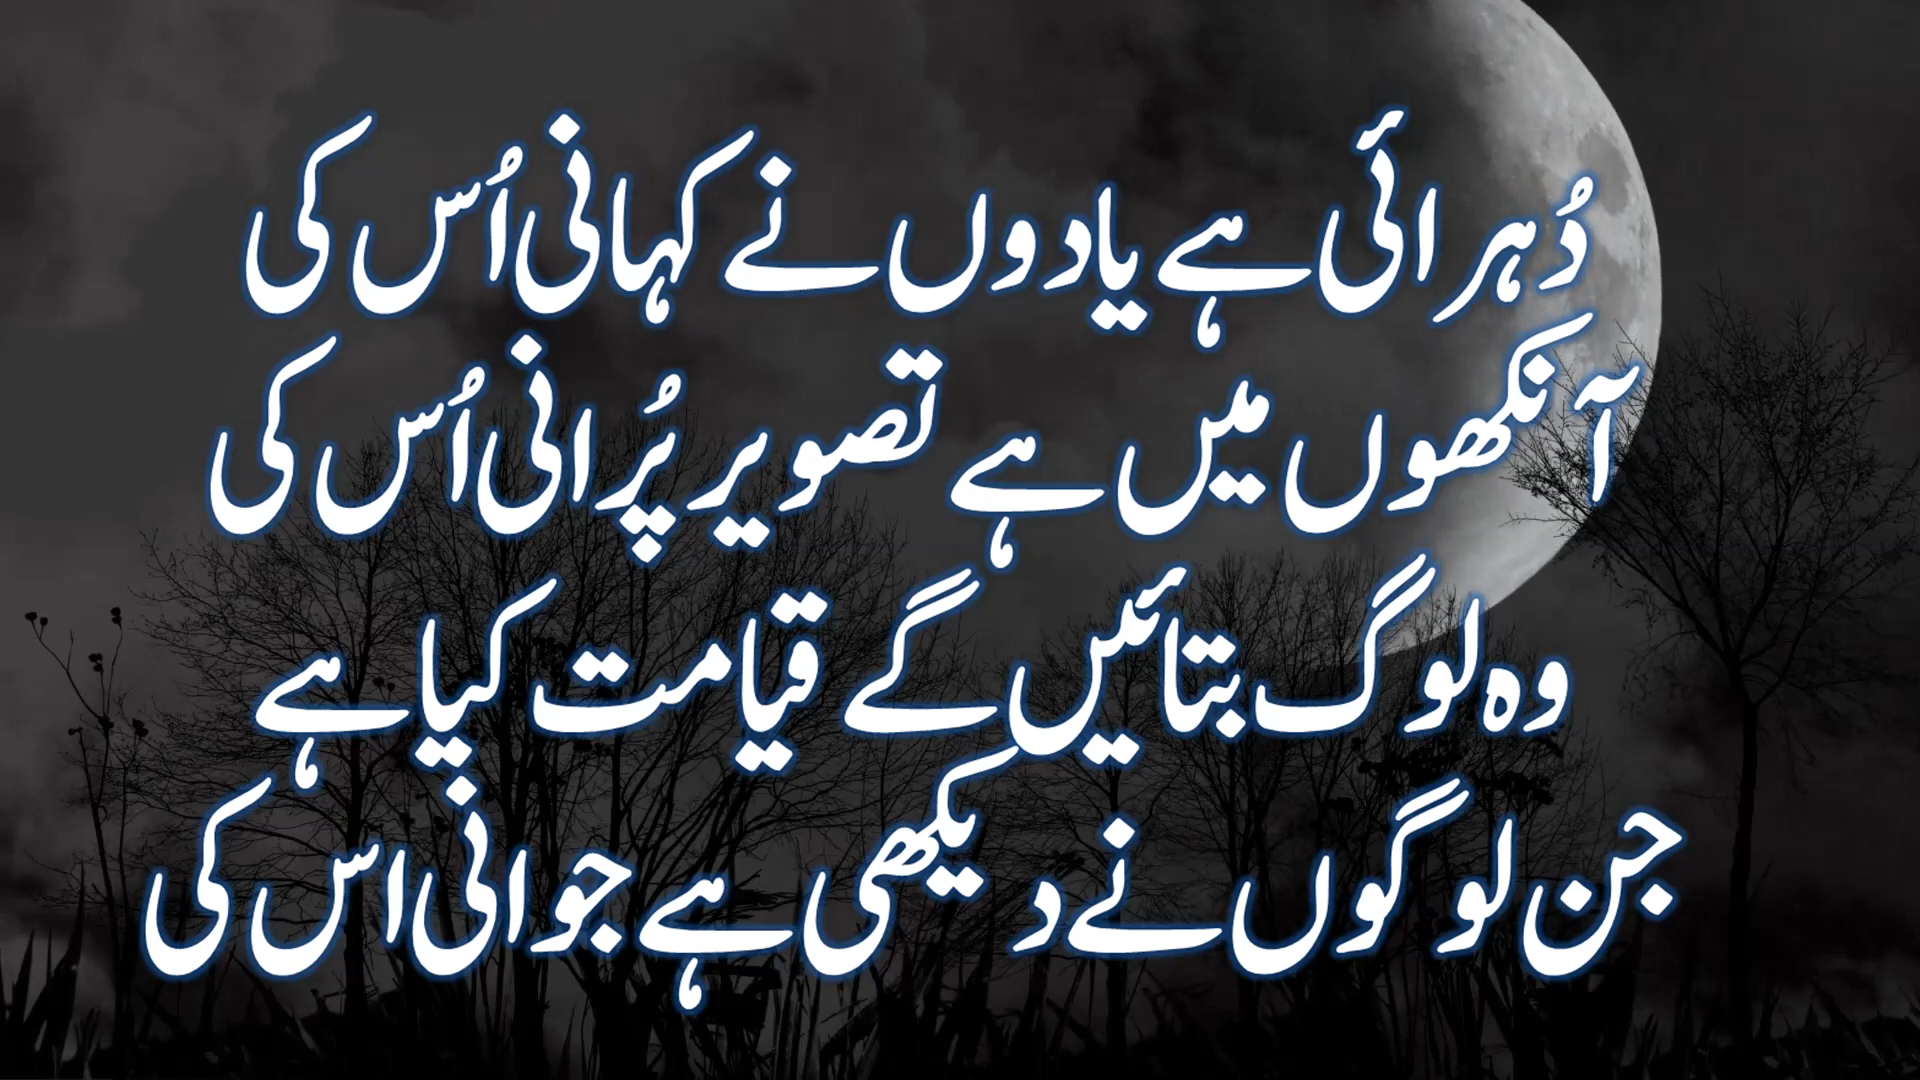 دُہرائی ہے یادوں نے کہانی اُس کی
آنکھوں میں ہے تصویر پُرانی اُس کی
وہ لوگ بتائیں گے قیامت کیا ہے
جن لوگوں نے دیکھی ہے جوانی اس کی